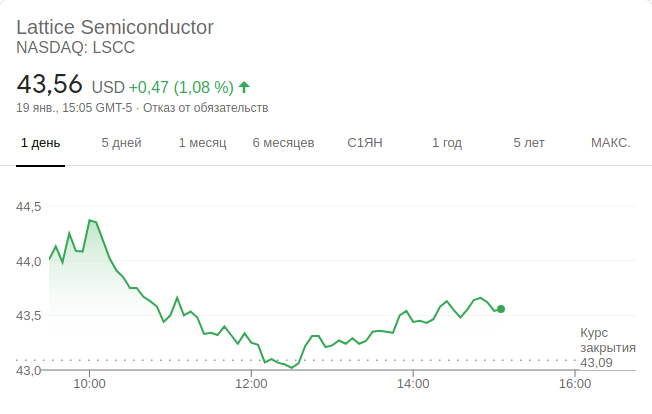 Lattice Semiconductor
NASDAQ: LSCC
43,56 USD +0,47 (1,08 %)
19 янв., 15:05 GMT-5 · Отказ от обязательств
1 день 5 дней 1 месяц 6 месяцев С1ЯН 1 год 5 лет МАКС.
44,5
44,0
43,5
43,0
Курс
закрытия
43,09
10:00 12:00 14:00 16:00